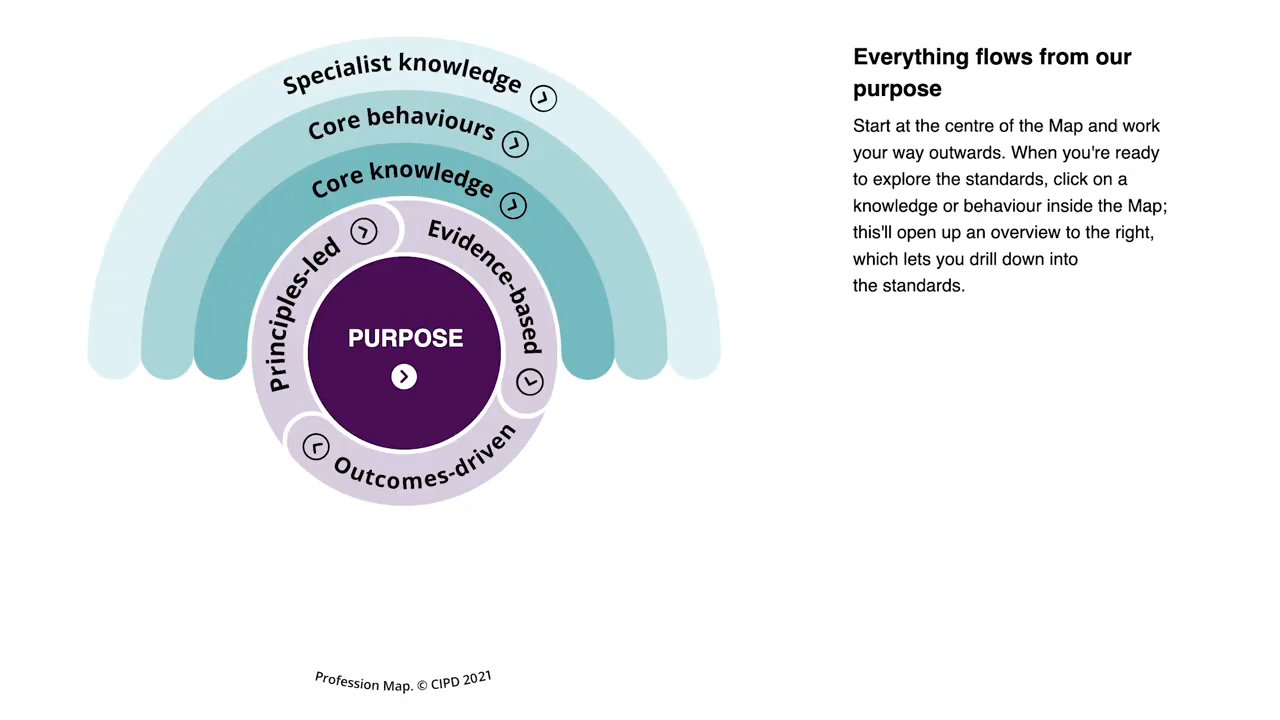 Specialist knowledge
Core behaviours
Core knowledge
Principles-led
Evidence-based
Outcomes-driven
PURPOSE
Profession Map. © CIPD 2021
Everything flows from our
purpose
Start at the centre of the Map and work
your way outwards. When you're ready
to explore the standards, click on a
knowledge or behaviour inside the Map;
this'll open up an overview to the right,
which lets you drill down into
the standards.